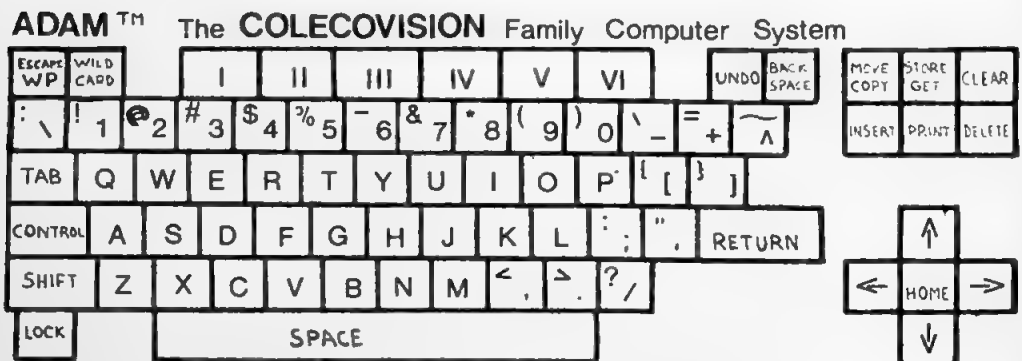 ADAM™ The COLECOVISION Family Computer System
ESCAPE WP WILD CARD I II III IV V VI UNDO BACK SPACE MOVE COPY STORE GET CLEAR
: \ ! 1 @ 2 # 3 $ 4 % 5 - 6 & 7 * 8 ( 9 ) 0 \ _ = + ~ ^ INSERT PRINT DELETE
TAB Q W E R T Y U I O P { [ } ]
CONTROL A S D F G H J K L : ; " , RETURN ↑
SHIFT Z X C V B N M < , > . ? / ← HOME →
LOCK SPACE ↓